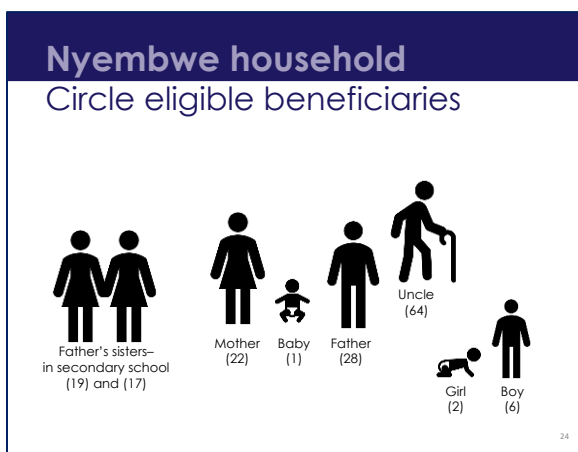 Nyembwe household
Circle eligible beneficiaries
Father's sisters–
in secondary school
(19) and (17)
Mother
(22)
Baby
(1)
Father
(28)
Uncle
(64)
Girl
(2)
Boy
(6)
24